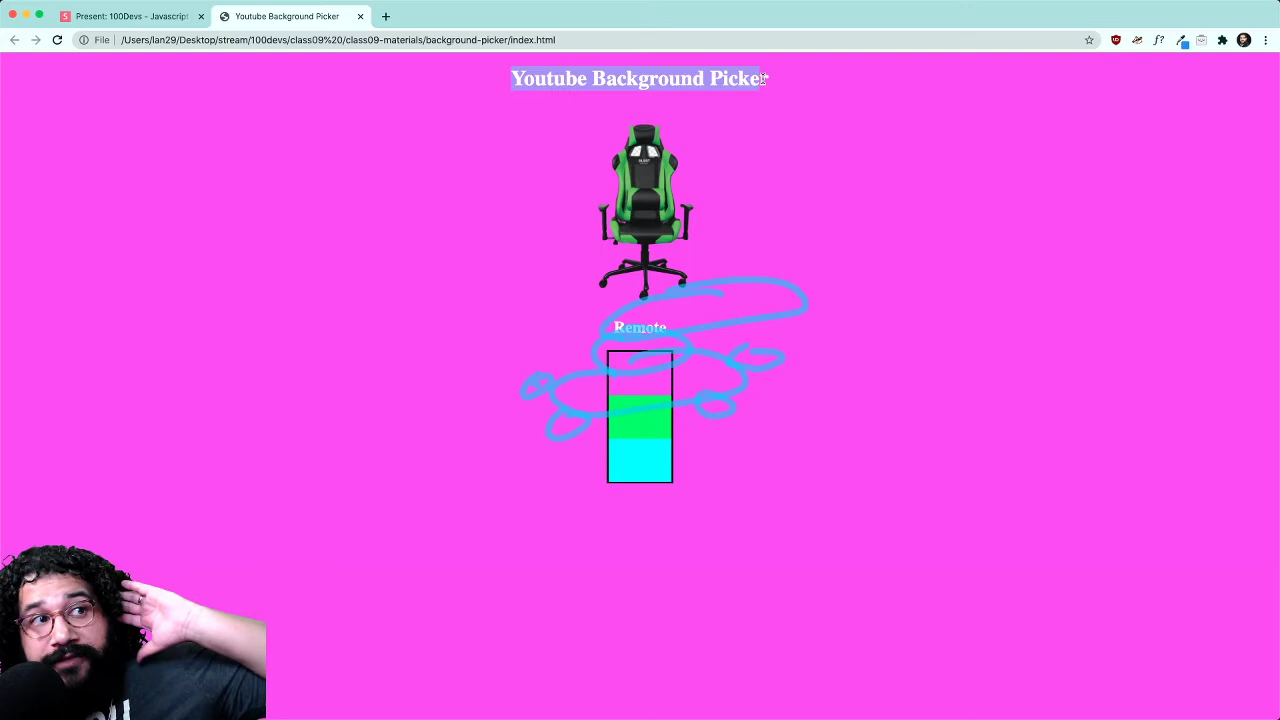 Present: 100Devs - Javascript
Youtube Background Picker
File
/Users/lan29/Desktop/stream/100devs/class09%20/class09-materials/background-picker/index.html
f?
Youtube Background Picker
Remote